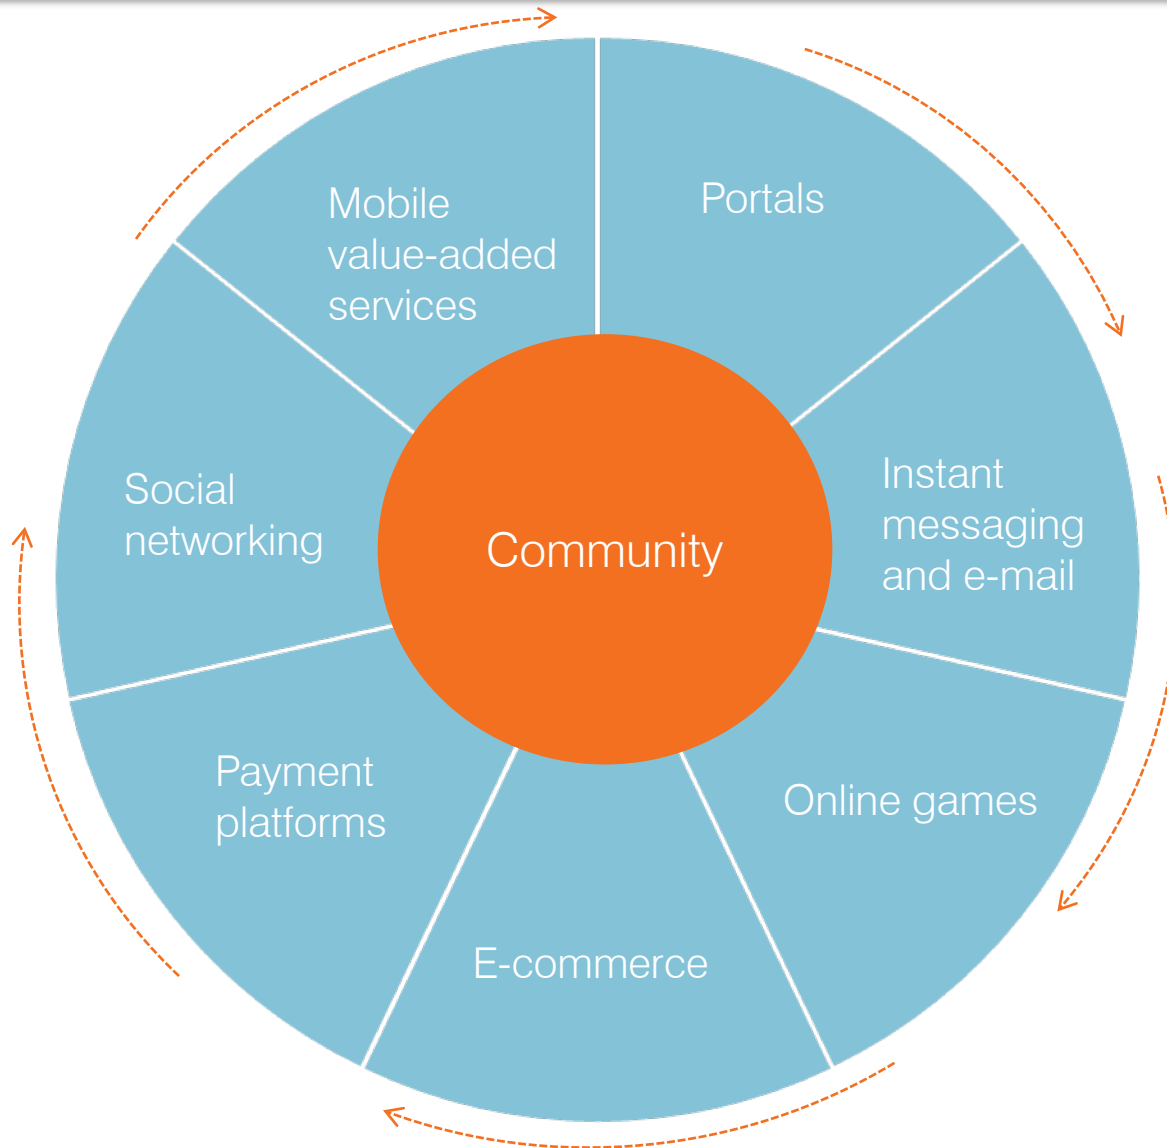 Portals
Instant
messaging
and e-mail
Online games
E-commerce
Payment
platforms
Social
networking
Mobile
value-added
services
Community